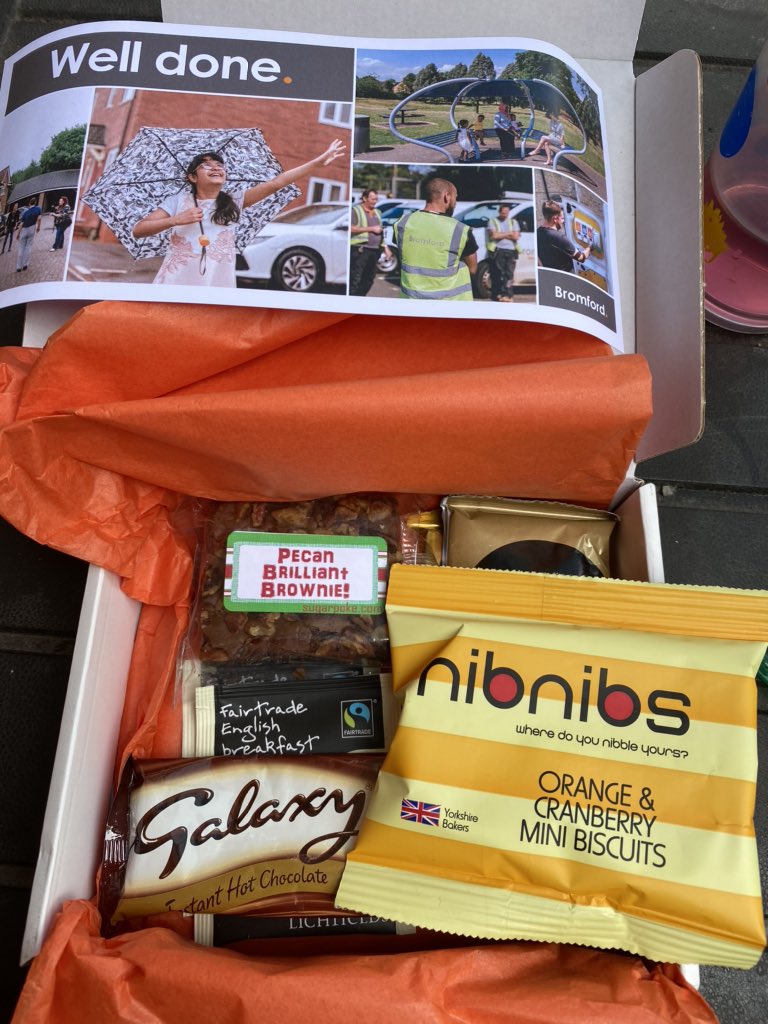 Well done.
Bromford
Bromford.
Pecan
Brilliant
Brownie!
sugarpoke.com
Fairtrade
English
breakfast
FAIRTRADE
nibnibs
where do you nibble yours?
ORANGE &
CRANBERRY
MINI BISCUITS
Yorkshire
Bakers
Galaxy
Instant Hot Chocolate